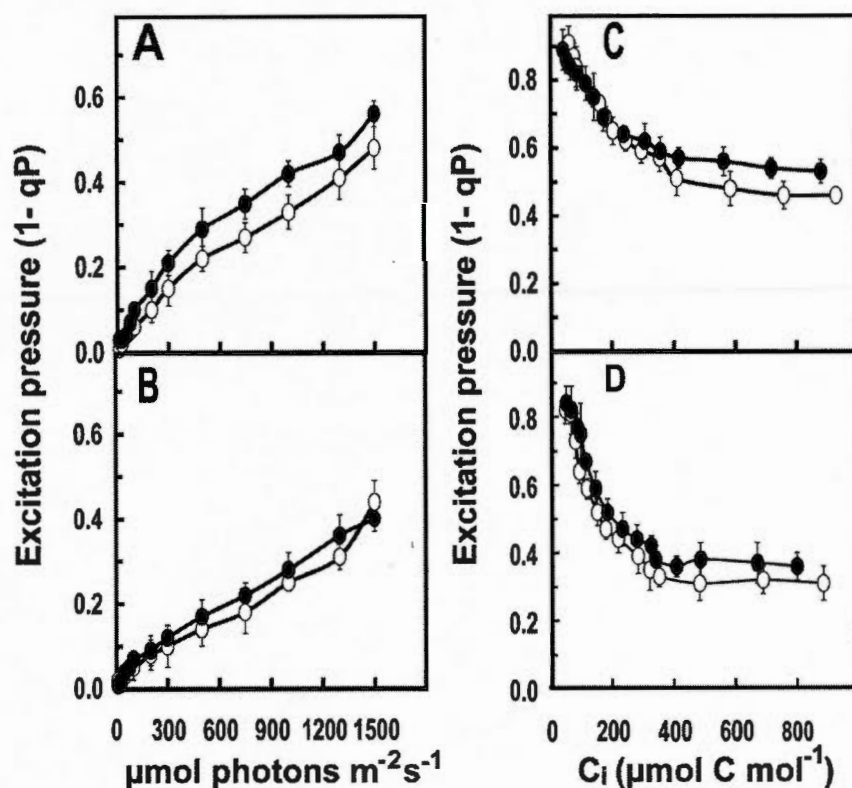 A
Excitation pressure (1- qP)
0.6
0.4
0.2
0.0
B
0.6
0.4
0.2
0.0
0 300 600 900 1200 1500
µmol photons m⁻²s⁻¹
C
Excitation pressure (1- qP)
0.8
0.6
0.4
0.2
0.0
D
0.8
0.6
0.4
0.2
0.0
0 200 400 600 800
Cᵢ (µmol C mol⁻¹)